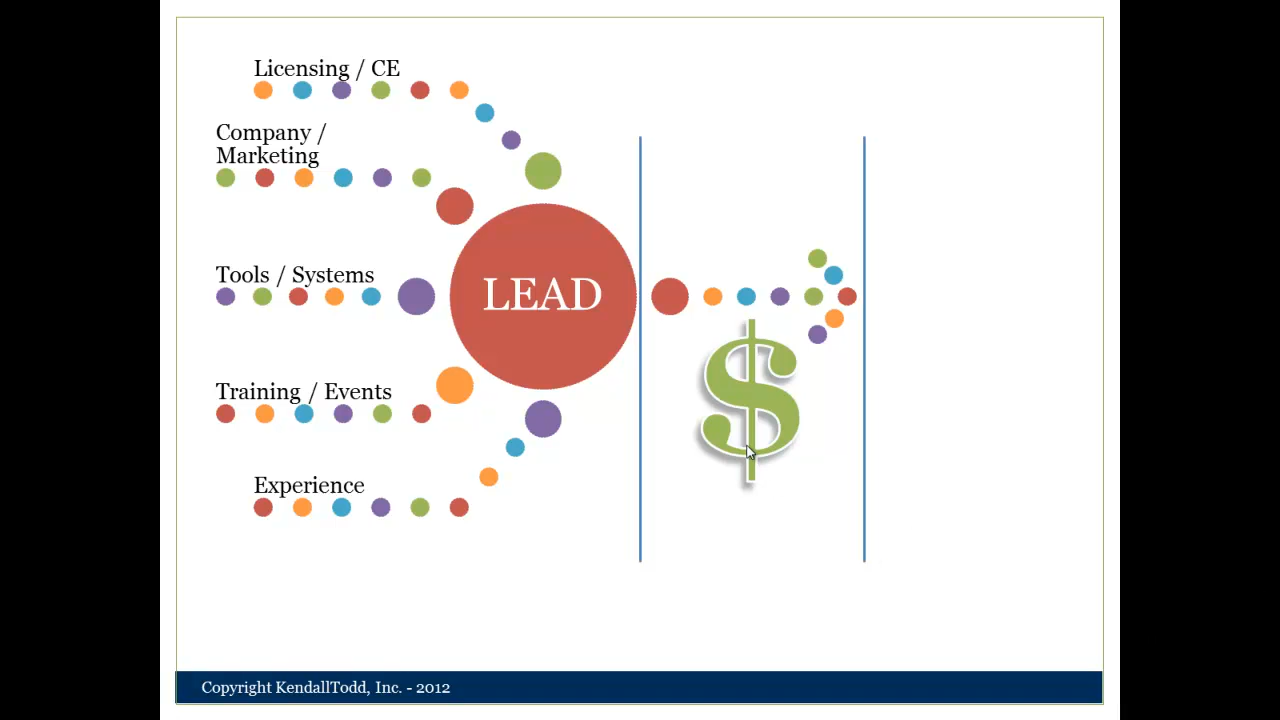 Licensing / CE
Company /
Marketing
Tools / Systems
LEAD
$
Training / Events
Experience
Copyright KendallTodd, Inc. - 2012